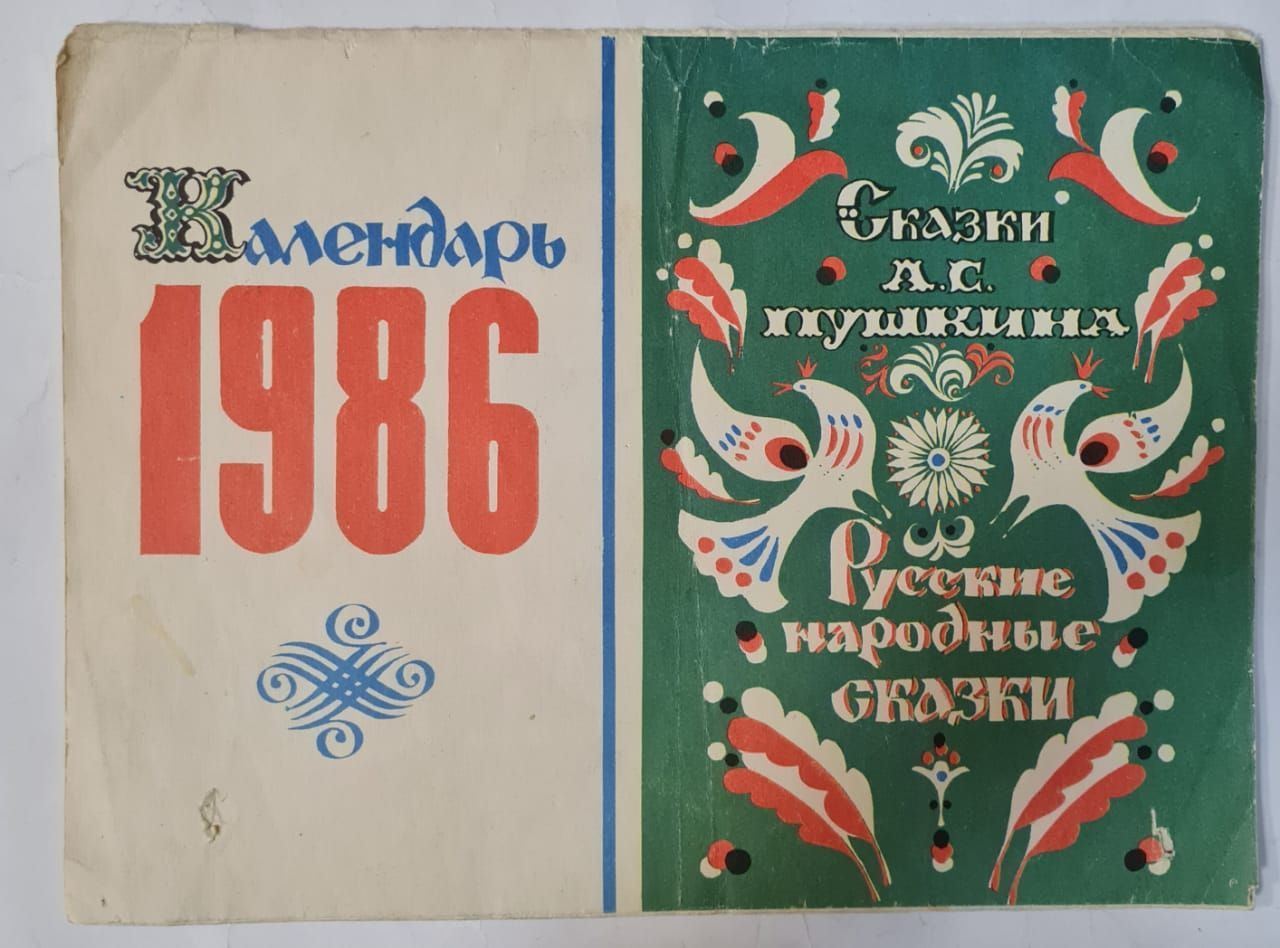 Календарь
1986
Сказки
А.С.
Пушкина
Русские
народные
сказки